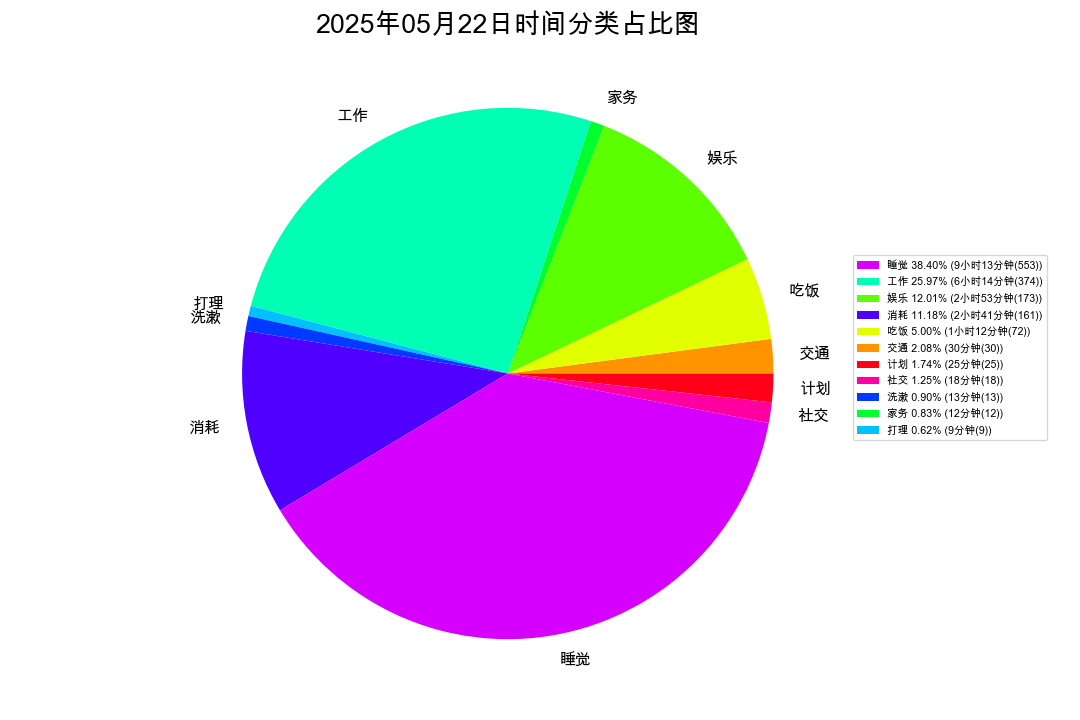 2025年05月22日时间分类占比图
家务
工作
娱乐
吃饭
打理
洗漱
交通
计划
社交
消耗
睡觉
睡觉 38.40% (9小时13分钟(553))
工作 25.97% (6小时14分钟(374))
娱乐 12.01% (2小时53分钟(173))
消耗 11.18% (2小时41分钟(161))
吃饭 5.00% (1小时12分钟(72))
交通 2.08% (30分钟(30))
计划 1.74% (25分钟(25))
社交 1.25% (18分钟(18))
洗漱 0.90% (13分钟(13))
家务 0.83% (12分钟(12))
打理 0.62% (9分钟(9))